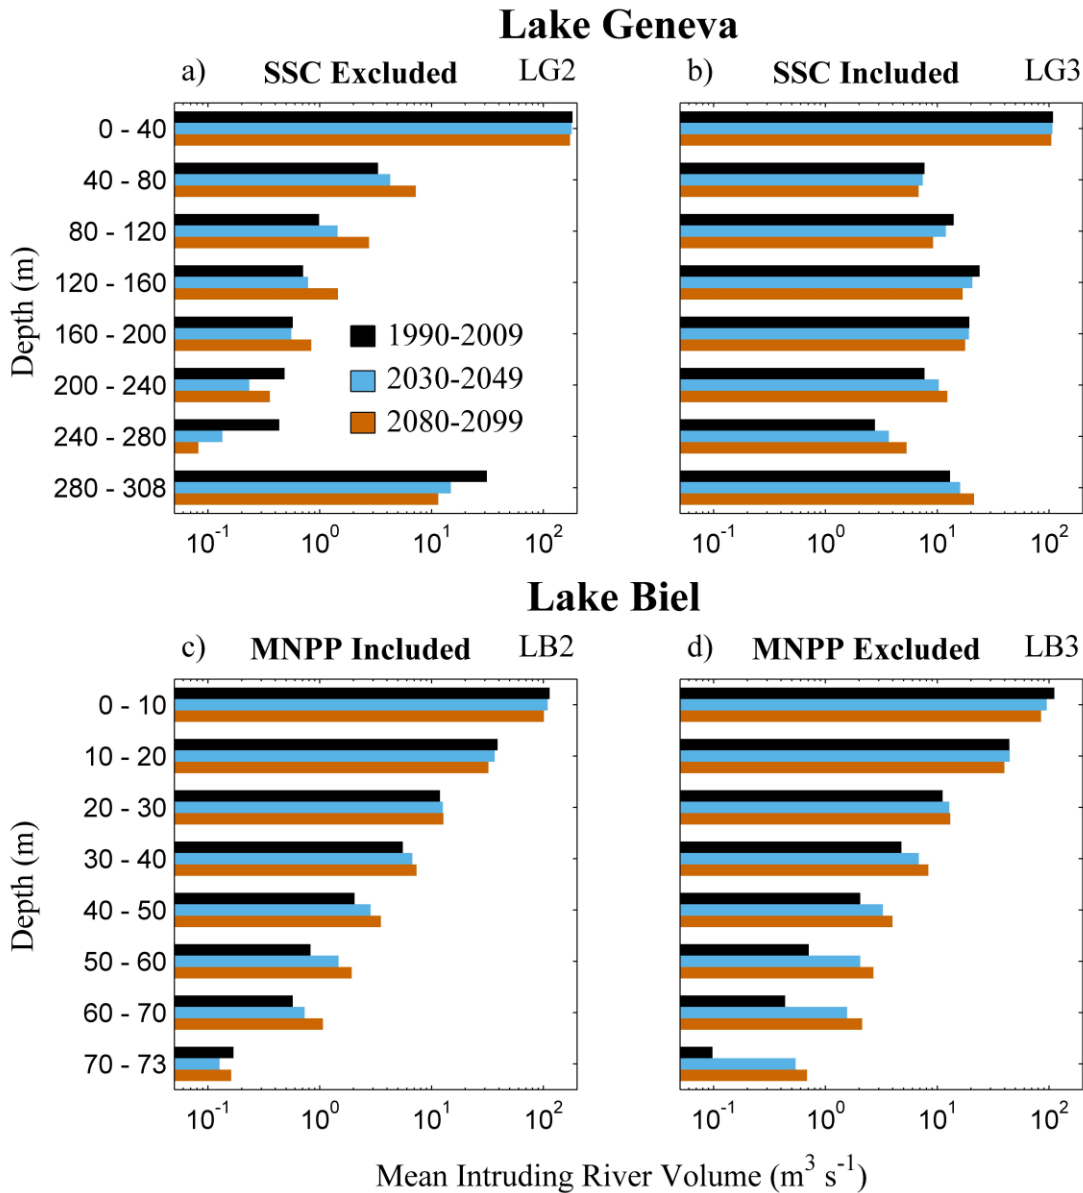 Lake Geneva
a) SSC Excluded LG2
b) SSC Included LG3
Depth (m)
0 - 40
40 - 80
80 - 120
120 - 160
160 - 200
200 - 240
240 - 280
280 - 308
1990-2009
2030-2049
2080-2099
10⁻¹ 10⁰ 10¹ 10²
10⁻¹ 10⁰ 10¹ 10²
Lake Biel
c) MNPP Included LB2
d) MNPP Excluded LB3
Depth (m)
0 - 10
10 - 20
20 - 30
30 - 40
40 - 50
50 - 60
60 - 70
70 - 73
10⁻¹ 10⁰ 10¹ 10²
10⁻¹ 10⁰ 10¹ 10²
Mean Intruding River Volume (m³ s⁻¹)